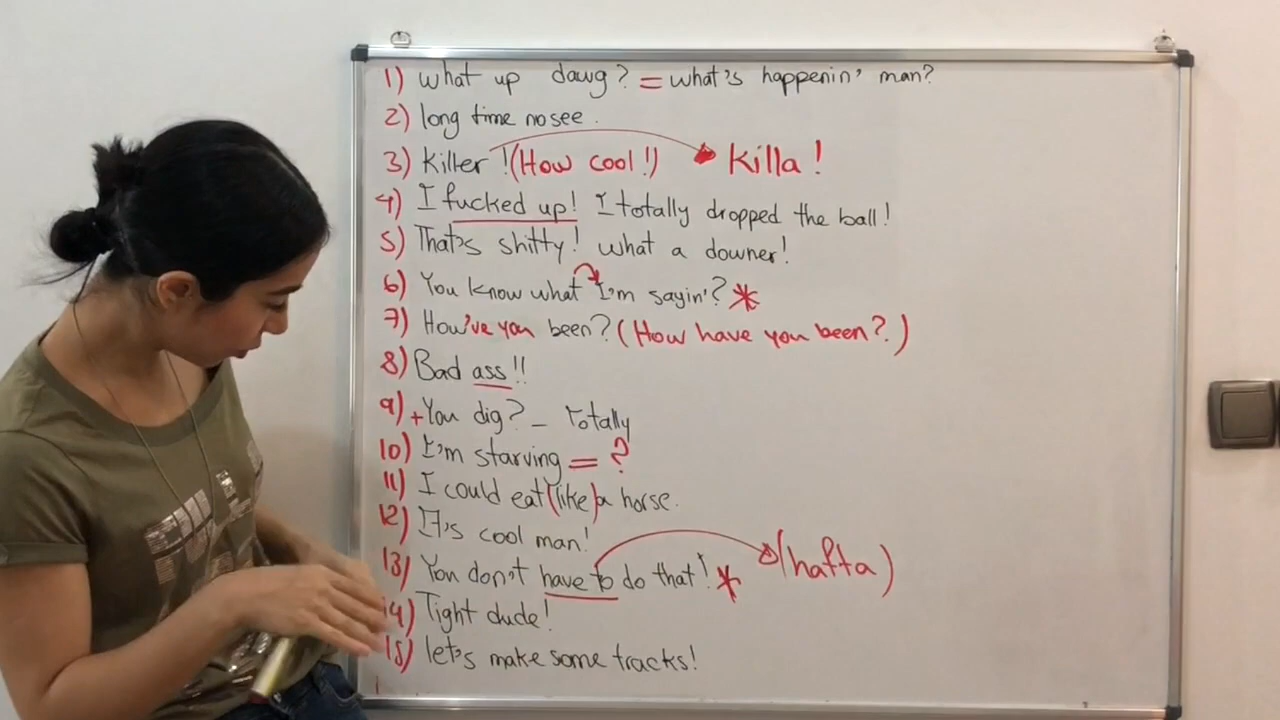 1) what up dawg? = what's happenin' man?
2) long time no see.
3) Killer! (How cool!) Killa!
4) I fucked up! I totally dropped the ball!
5) That's shitty! what a downer!
6) You know what I'm sayin'? *
7) How've you been? (How have you been?)
8) Bad ass!!
9) + You dig? _ Totally
10) I'm starving = ?
11) I could eat (like) a horse.
12) It's cool man!
13) You don't have to do that! * (hafta)
14) Tight dude!
15) let's make some tracks!